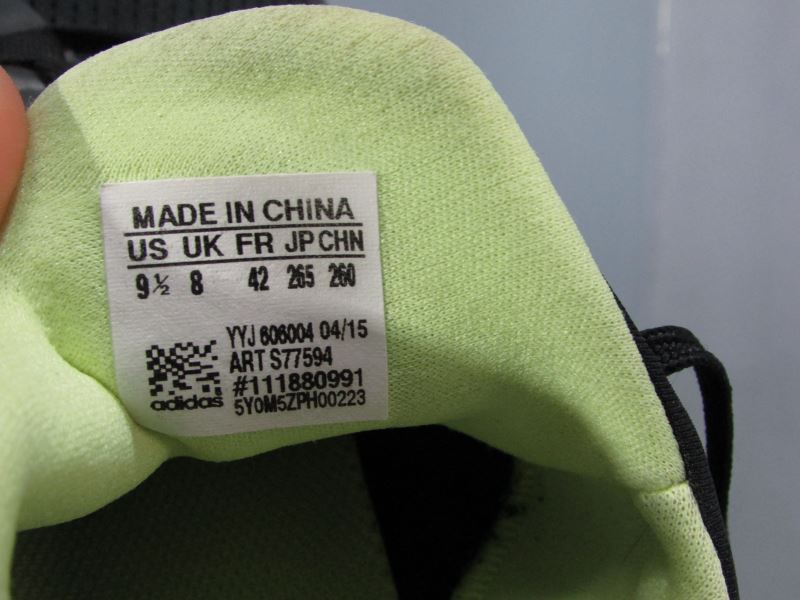 MADE IN CHINA
US UK FR JP CHN
9½ 8 42 265 260
YYJ 606004 04/15
ART S77594
#111880991
adidas 5Y0M5ZPH00223